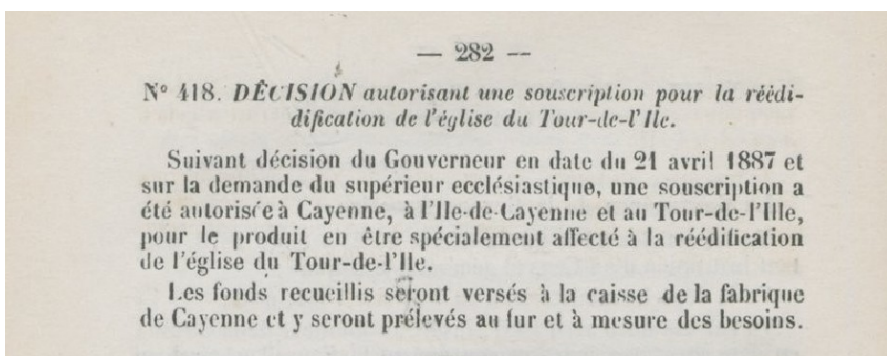 — 282 —
N° 418. DÉCISION autorisant une souscription pour la réédi-
dification de l'église du Tour-de-l'Ile.
Suivant décision du Gouverneur en date du 21 avril 1887 et
sur la demande du supérieur ecclésiastique, une souscription a
été autorisée à Cayenne, à l'Ile-de-Cayenne et au Tour-de-l'Ille,
pour le produit en être spécialement affecté à la réédification
de l'église du Tour-de-l'Ile.
Les fonds recueillis seront versés à la caisse de la fabrique
de Cayenne et y seront prélevés au fur et à mesure des besoins.